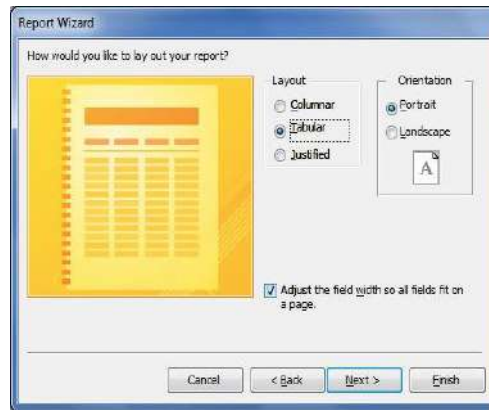 Report Wizard
How would you like to lay out your report?
Layout
Columnar
Tabular
Justified
Orientation
Portrait
Landscape
A
Adjust the field width so all fields fit on
a page.
Cancel
< Back
Next >
Finish